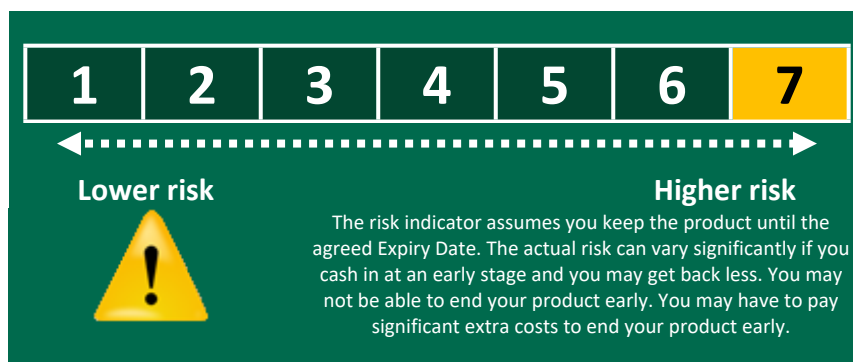 1 2 3 4 5 6 7
Lower risk Higher risk
!
The risk indicator assumes you keep the product until the
agreed Expiry Date. The actual risk can vary significantly if you
cash in at an early stage and you may get back less. You may
not be able to end your product early. You may have to pay
significant extra costs to end your product early.